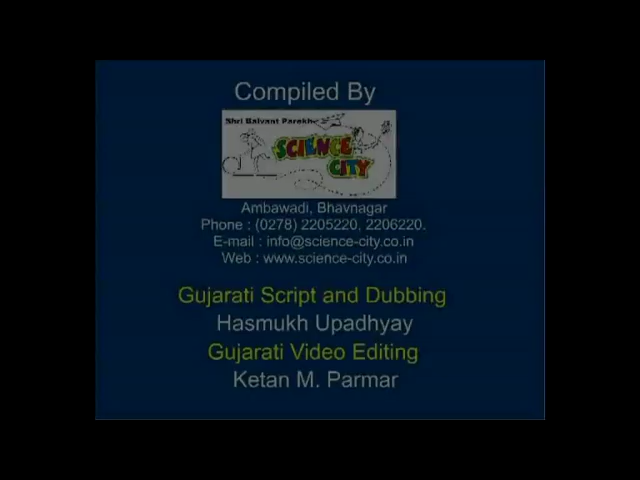 Compiled By
Shri Balvant Parekh
SCIENCE
CITY
Ambawadi, Bhavnagar
Phone : (0278) 2205220, 2206220.
E-mail : info@science-city.co.in
Web : www.science-city.co.in
Gujarati Script and Dubbing
Hasmukh Upadhyay
Gujarati Video Editing
Ketan M. Parmar